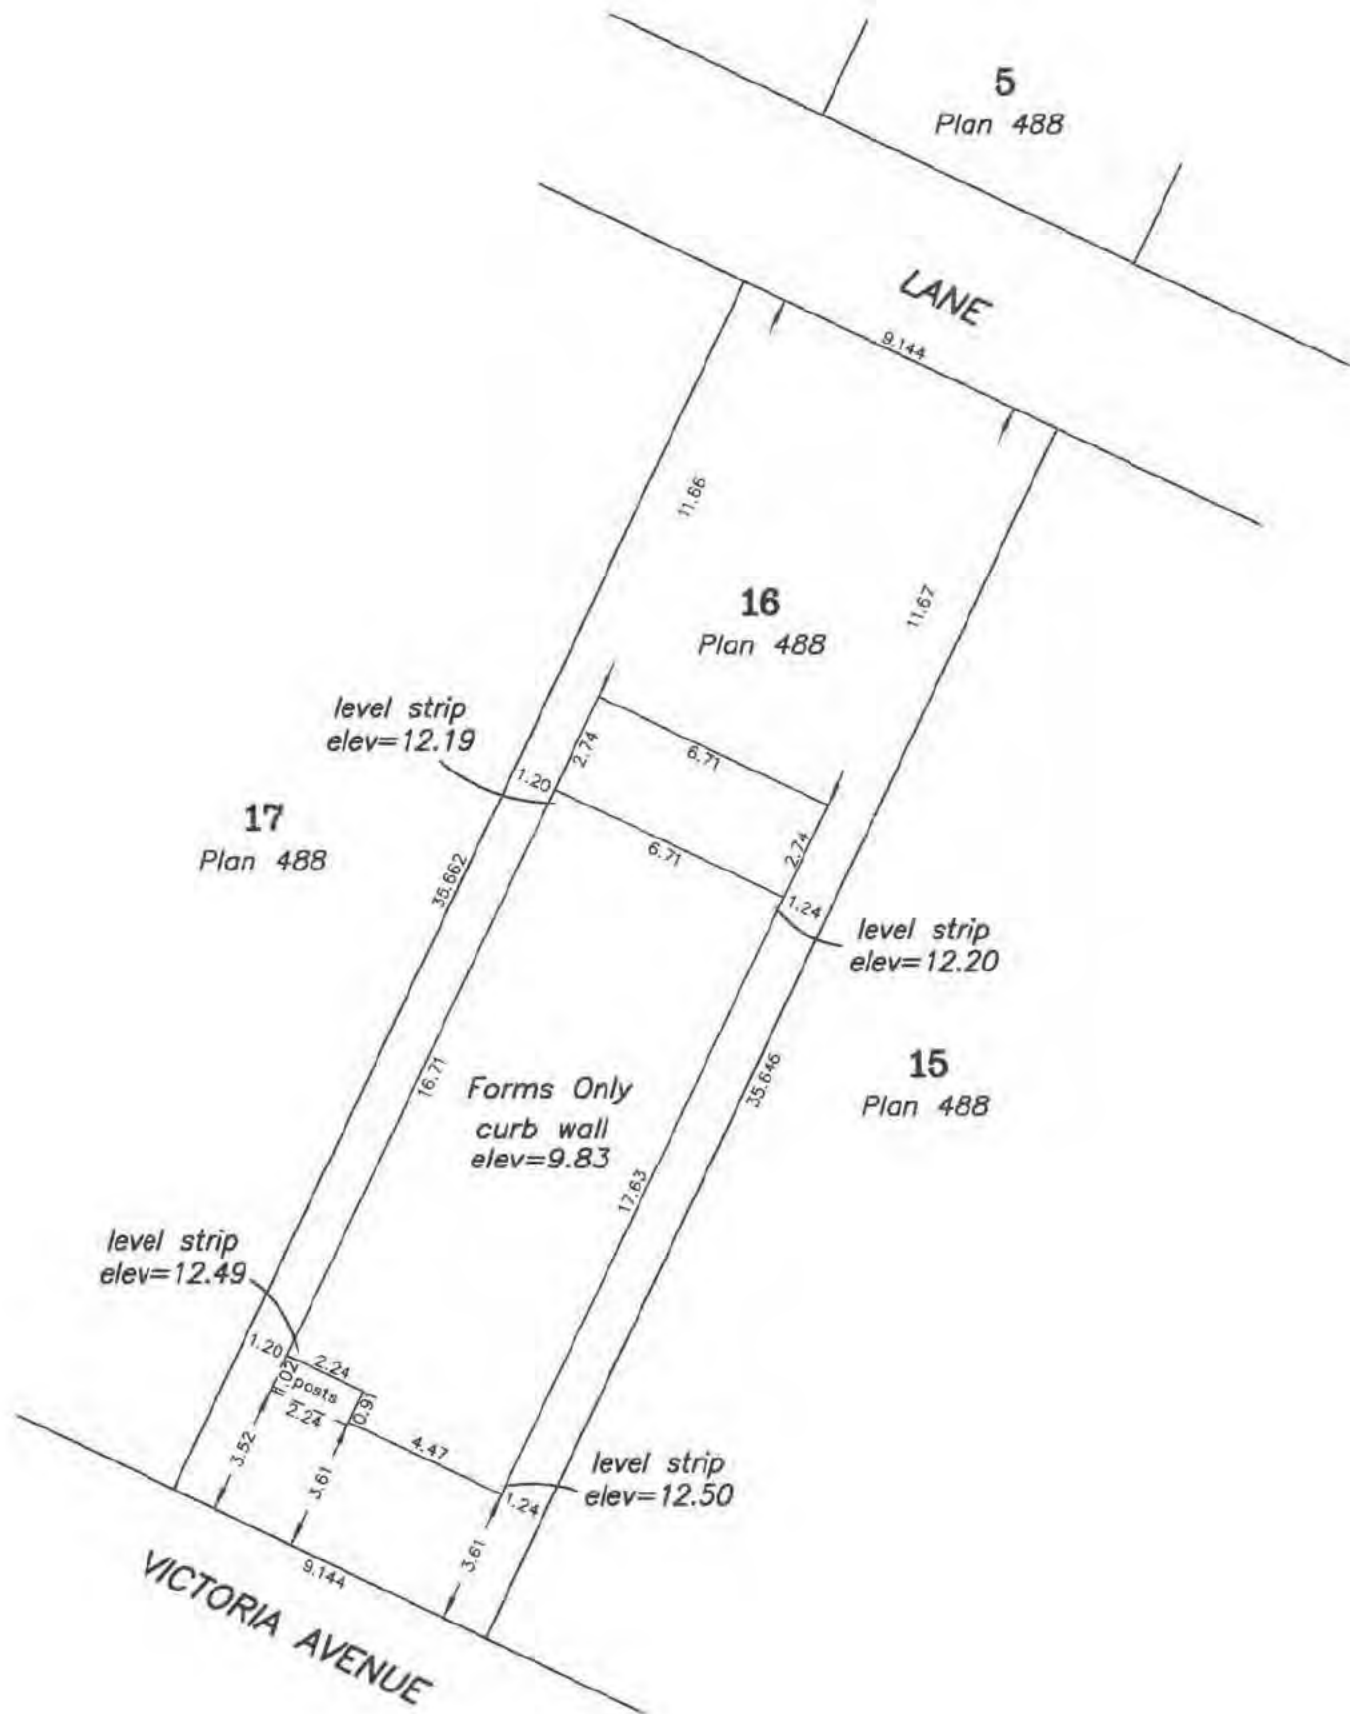 5
Plan 488
LANE
9.144
11.66
11.67
16
Plan 488
level strip
elev=12.19
2.74
6.71
1.20
6.71
2.74
17
Plan 488
35.662
1.24
level strip
elev=12.20
16.71
Forms Only
curb wall
elev=9.83
35.646
15
Plan 488
17.63
level strip
elev=12.49
1.20
2.24
1.02
posts
0.91
2.24
3.52
3.61
4.47
level strip
elev=12.50
1.24
3.61
9.144
VICTORIA AVENUE